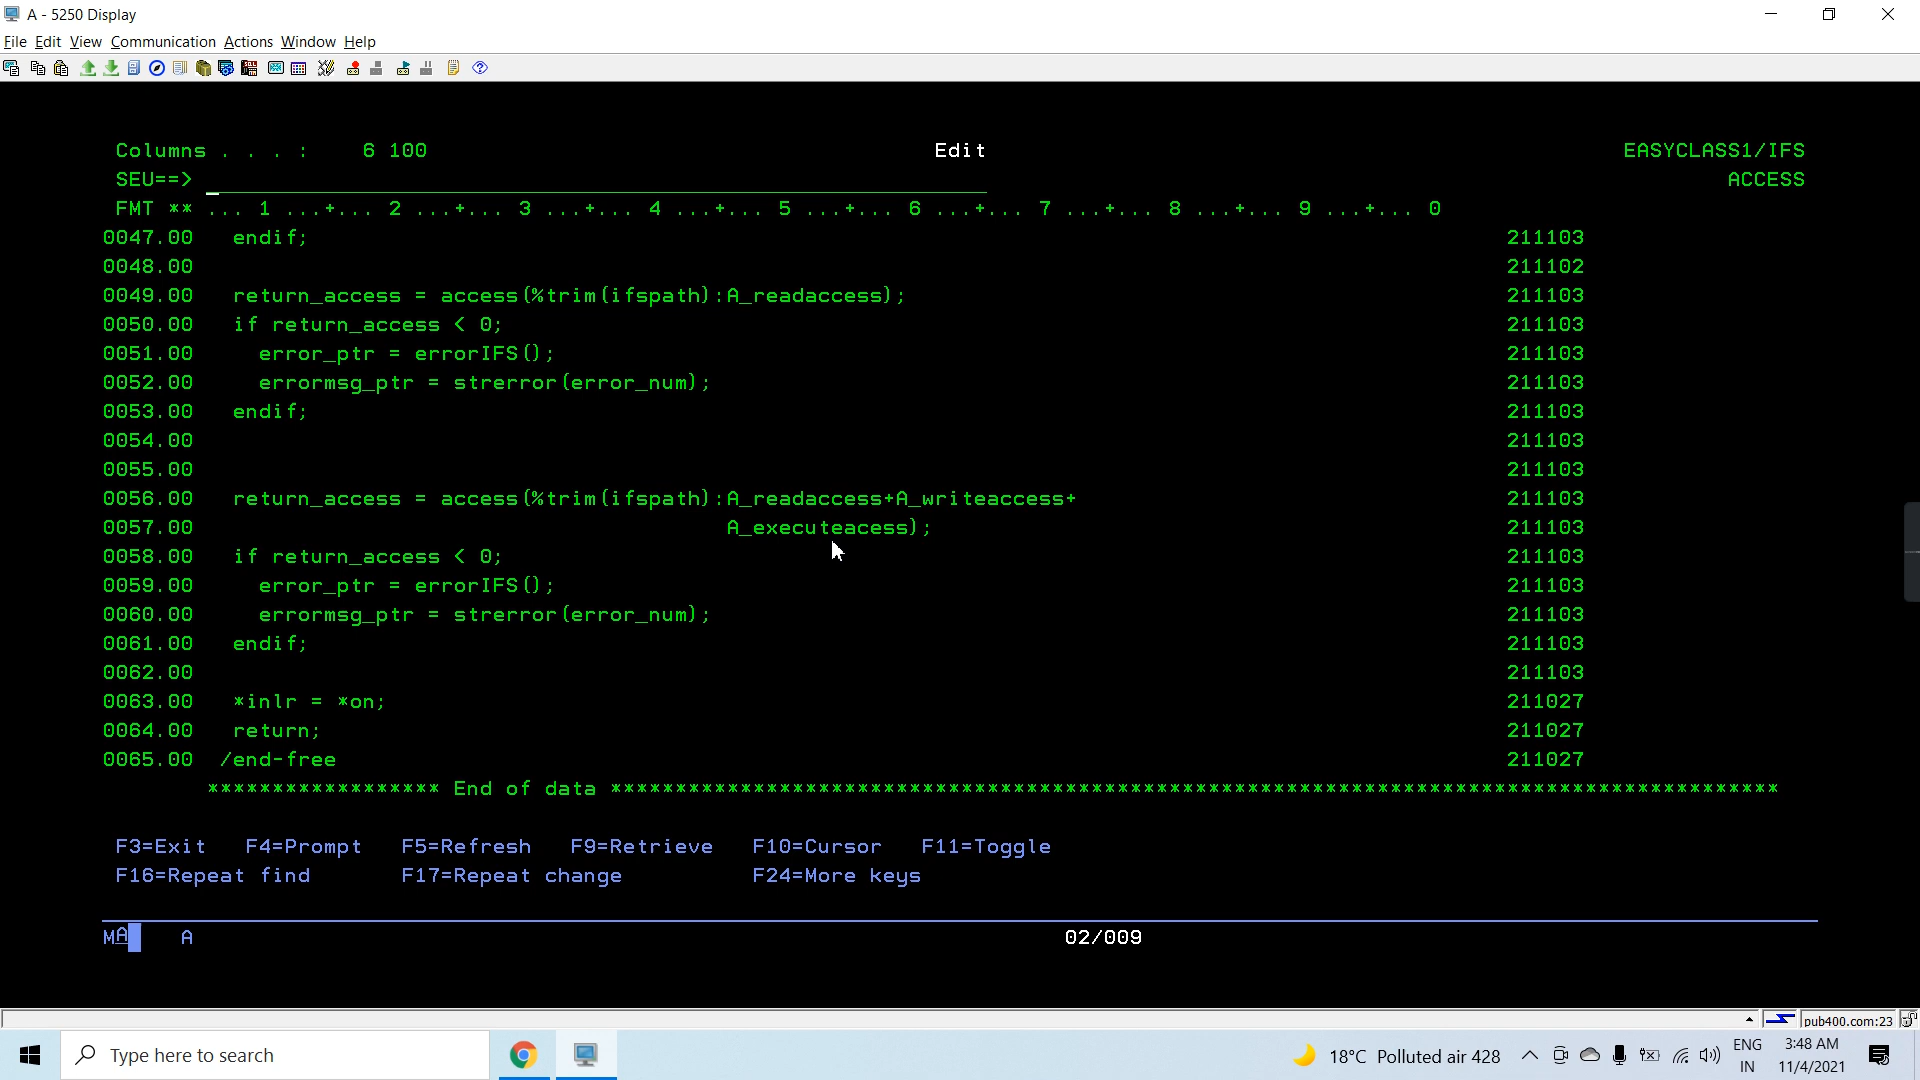 A - 5250 Display
File Edit View Communication Actions Window Help
Columns . . . :    6 100    Edit    EASYCLASS1/IFS
SEU==>    ACCESS
FMT ** ... 1 ...+... 2 ...+... 3 ...+... 4 ...+... 5 ...+... 6 ...+... 7 ...+... 8 ...+... 9 ...+... 0
0047.00   endif;    211103
0048.00    211102
0049.00   return_access = access(%trim(ifspath):A_readaccess);    211103
0050.00   if return_access < 0;    211103
0051.00     error_ptr = errorIFS();    211103
0052.00     errormsg_ptr = strerror(error_num);    211103
0053.00   endif;    211103
0054.00    211103
0055.00    211103
0056.00   return_access = access(%trim(ifspath):A_readaccess+A_writeaccess+    211103
0057.00                                         A_executeacess);    211103
0058.00   if return_access < 0;    211103
0059.00     error_ptr = errorIFS();    211103
0060.00     errormsg_ptr = strerror(error_num);    211103
0061.00   endif;    211103
0062.00    211103
0063.00   *inlr = *on;    211027
0064.00   return;    211027
0065.00  /end-free    211027
****************** End of data ******************************************************************************************
F3=Exit   F4=Prompt   F5=Refresh   F9=Retrieve   F10=Cursor   F11=Toggle
F16=Repeat find       F17=Repeat change          F24=More keys
MA    A    02/009
pub400.com:23
Type here to search    18°C Polluted air 428    ENG IN    3:48 AM 11/4/2021